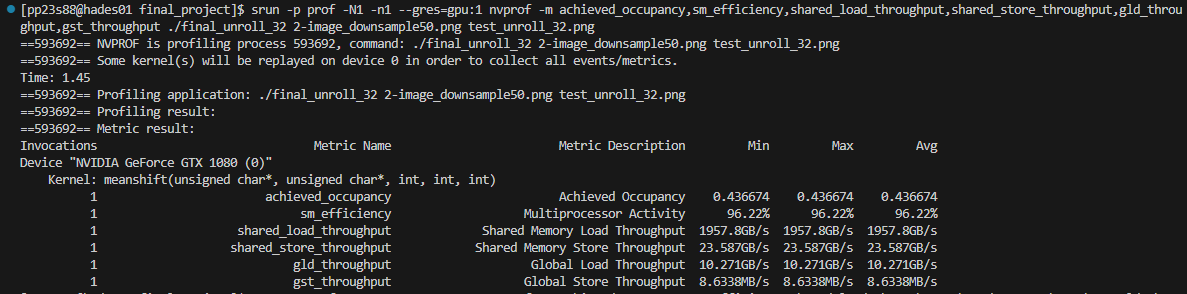 [pp23s88@hades01 final_project]$ srun -p prof -N1 -n1 --gres=gpu:1 nvprof -m achieved_occupancy,sm_efficiency,shared_load_throughput,shared_store_throughput,gld_throu
ghput,gst_throughput ./final_unroll_32 2-image_downsample50.png test_unroll_32.png
==593692== NVPROF is profiling process 593692, command: ./final_unroll_32 2-image_downsample50.png test_unroll_32.png
==593692== Some kernel(s) will be replayed on device 0 in order to collect all events/metrics.
Time: 1.45
==593692== Profiling application: ./final_unroll_32 2-image_downsample50.png test_unroll_32.png
==593692== Profiling result:
==593692== Metric result:
Invocations Metric Name Metric Description Min Max Avg
Device "NVIDIA GeForce GTX 1080 (0)"
Kernel: meanshift(unsigned char*, unsigned char*, int, int, int)
1 achieved_occupancy Achieved Occupancy 0.436674 0.436674 0.436674
1 sm_efficiency Multiprocessor Activity 96.22% 96.22% 96.22%
1 shared_load_throughput Shared Memory Load Throughput 1957.8GB/s 1957.8GB/s 1957.8GB/s
1 shared_store_throughput Shared Memory Store Throughput 23.587GB/s 23.587GB/s 23.587GB/s
1 gld_throughput Global Load Throughput 10.271GB/s 10.271GB/s 10.271GB/s
1 gst_throughput Global Store Throughput 8.6338MB/s 8.6338MB/s 8.6338MB/s